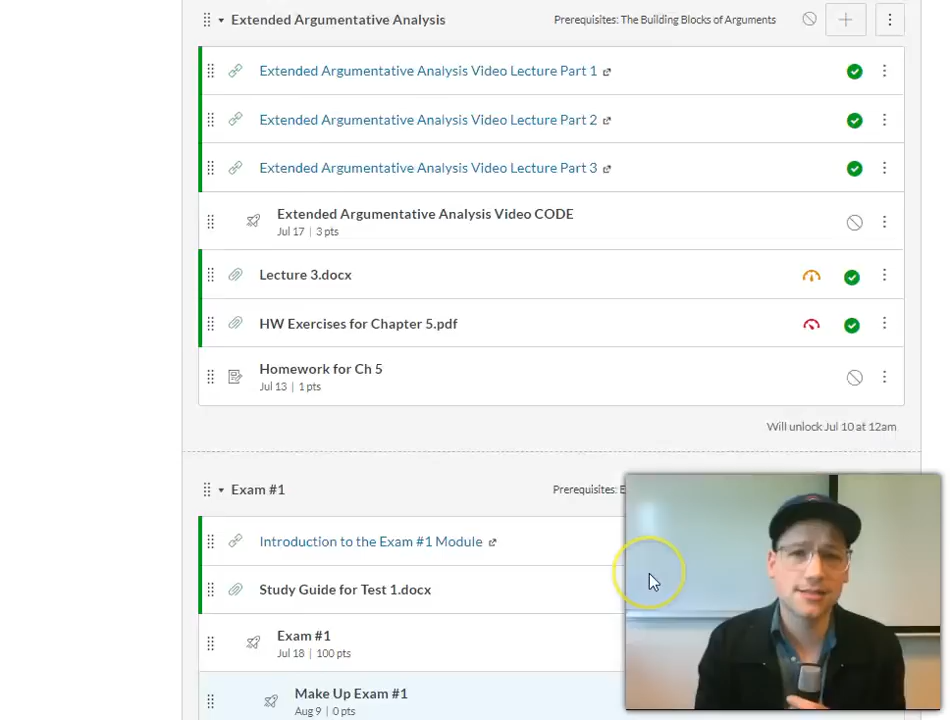 Extended Argumentative Analysis
Prerequisites: The Building Blocks of Arguments
Extended Argumentative Analysis Video Lecture Part 1
Extended Argumentative Analysis Video Lecture Part 2
Extended Argumentative Analysis Video Lecture Part 3
Extended Argumentative Analysis Video CODE
Jul 17 | 3 pts
Lecture 3.docx
HW Exercises for Chapter 5.pdf
Homework for Ch 5
Jul 13 | 1 pts
Will unlock Jul 10 at 12am
Exam #1
Prerequisites:
Introduction to the Exam #1 Module
Study Guide for Test 1.docx
Exam #1
Jul 18 | 100 pts
Make Up Exam #1
Aug 9 | 0 pts